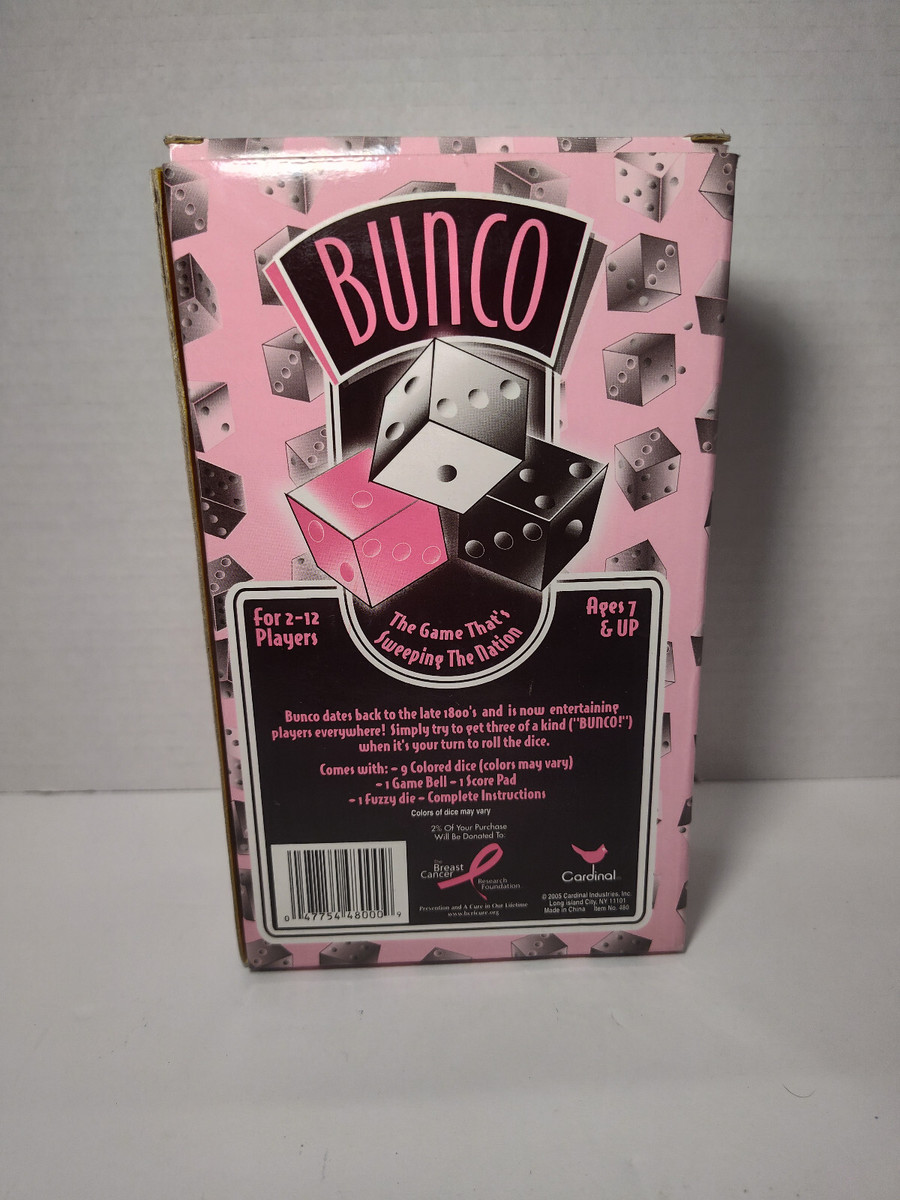 BUNCO
For 2-12
Players
Ages 7
& UP
The Game That's
Sweeping The Nation
Bunco dates back to the late 1800's and is now entertaining
players everywhere! Simply try to get three of a kind ("BUNCO!")
when it's your turn to roll the dice.
Comes with: - 9 Colored dice (colors may vary)
- 1 Game Bell - 1 Score Pad
- 1 Fuzzy die - Complete Instructions
Colors of dice may vary
2% Of Your Purchase
Will Be Donated To:
The
Breast
Cancer
Research
Foundation
Prevention and A Cure in Our Lifetime
www.bcrfcure.org
Cardinal
© 2005 Cardinal Industries, Inc
Long Island City, NY 11101
Made in China Item No. 480
0 47754 48000 9